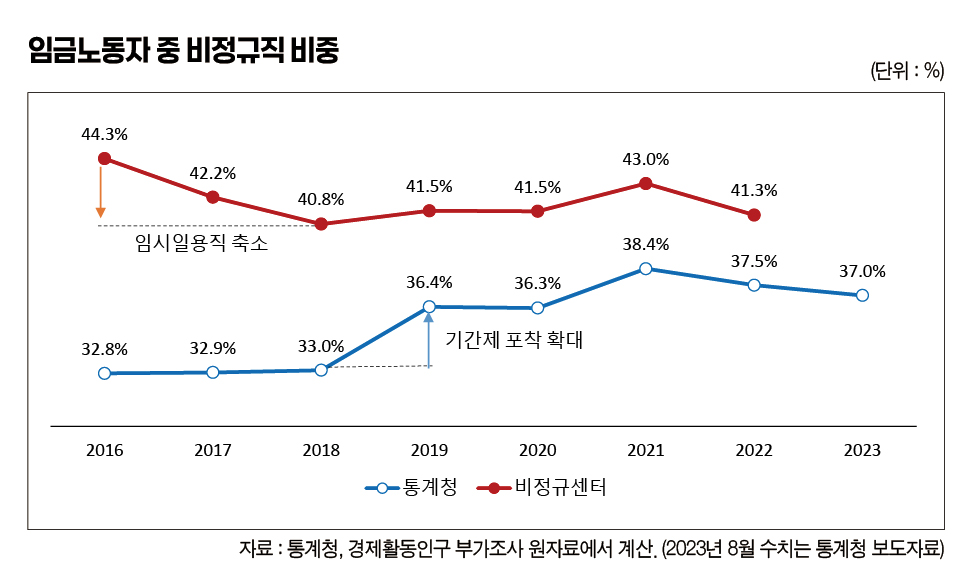 임금노동자 중 비정규직 비중
(단위 : %)
44.3%
42.2%
40.8%
41.5%
41.5%
43.0%
41.3%
임시일용직 축소
32.8%
32.9%
33.0%
36.4%
36.3%
38.4%
37.5%
37.0%
기간제 포착 확대
2016 2017 2018 2019 2020 2021 2022 2023
통계청 비정규센터
자료 : 통계청, 경제활동인구 부가조사 원자료에서 계산. (2023년 8월 수치는 통계청 보도자료)